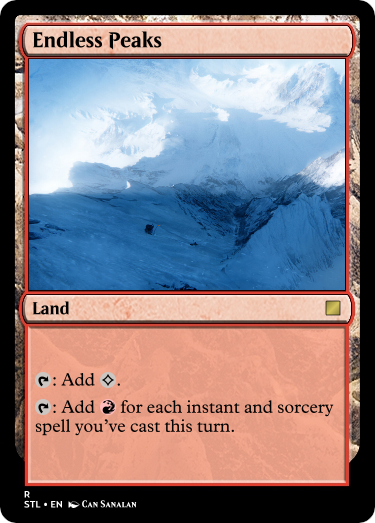 Endless Peaks
Land
: Add .
: Add for each instant and sorcery
spell you've cast this turn.
R
STL • EN Can Sanalan